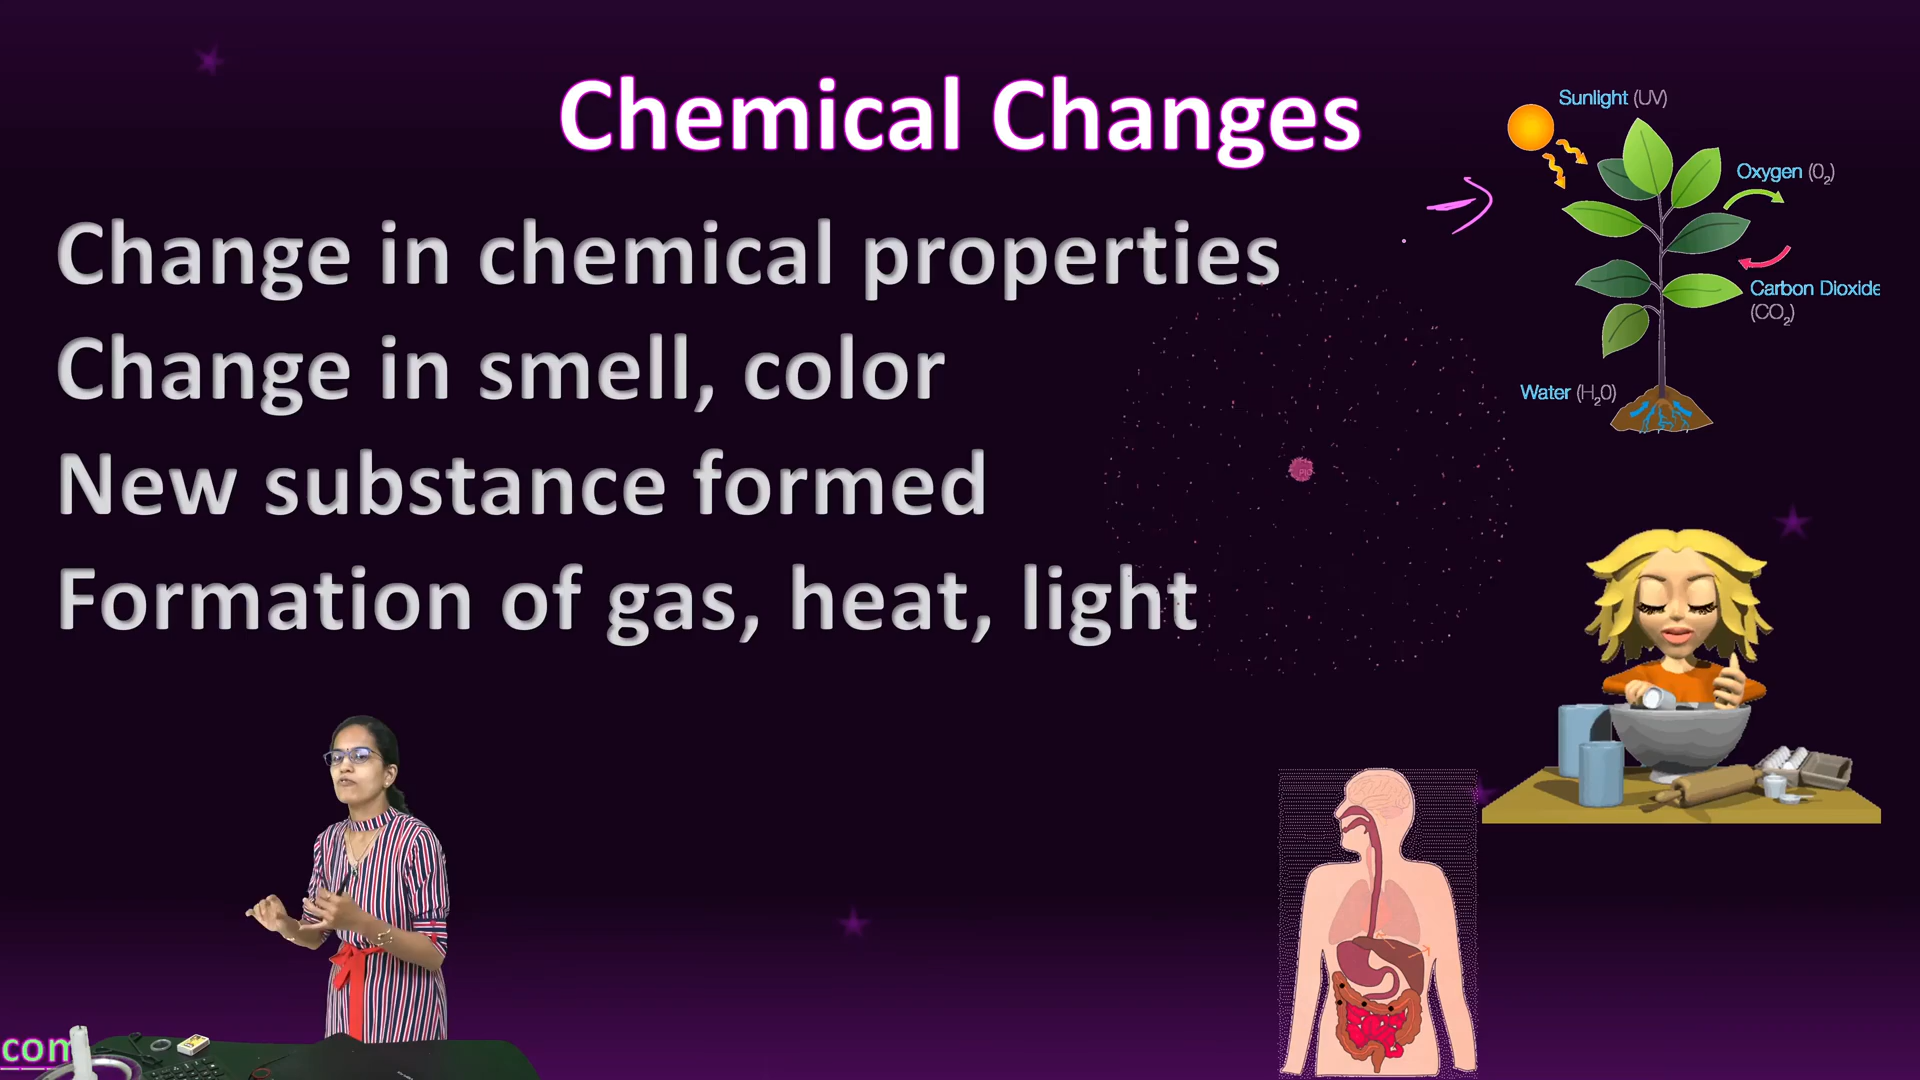 Chemical Changes
Change in chemical properties
Change in smell, color
New substance formed
Formation of gas, heat, light
Sunlight (UV)
Oxygen (O₂)
Carbon Dioxide
(CO₂)
Water (H₂O)
com